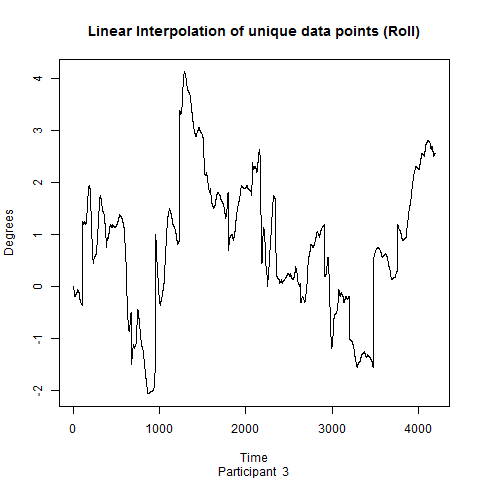 Linear Interpolation of unique data points (Roll)
Degrees
4
3
2
1
0
-1
-2
0 1000 2000 3000 4000
Time
Participant 3